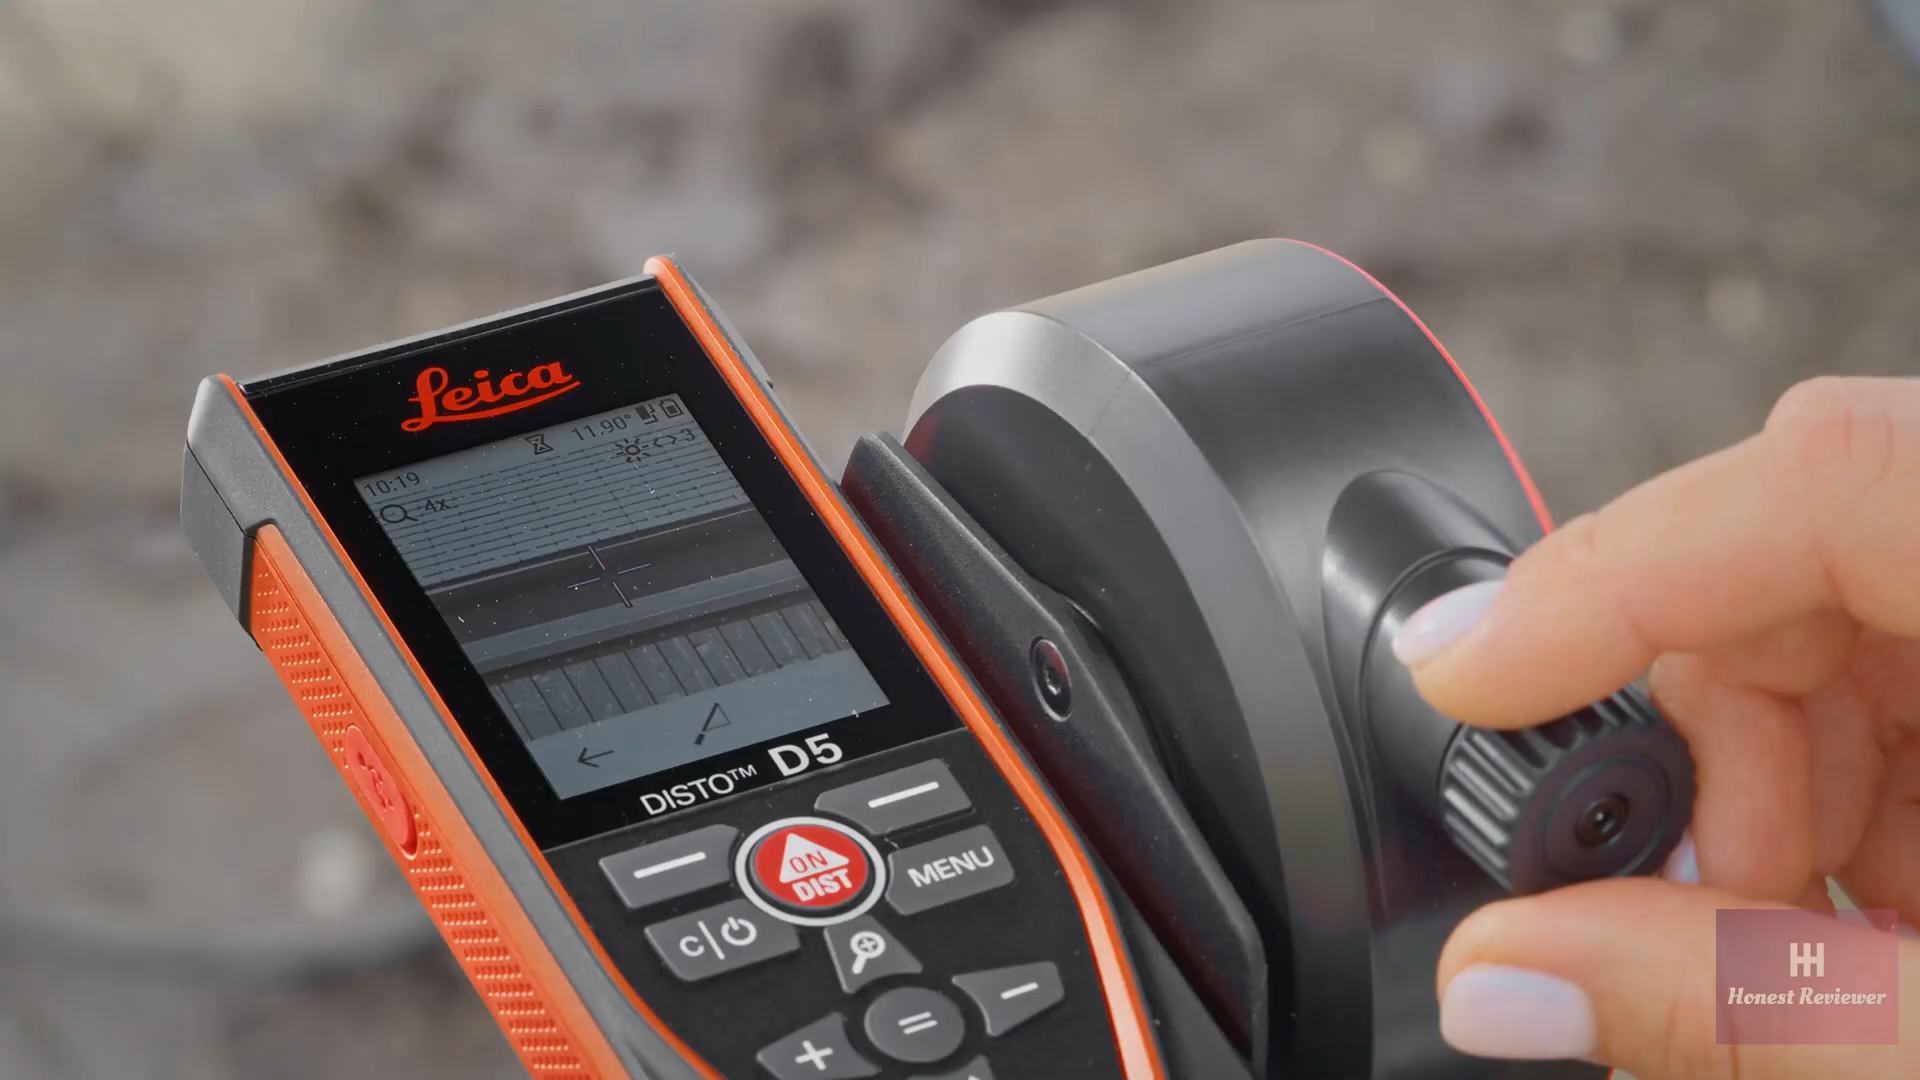 Leica
11.90°
3
10:19
4x
DISTO™ D5
ON
DIST
MENU
C
+
=
Honest Reviewer